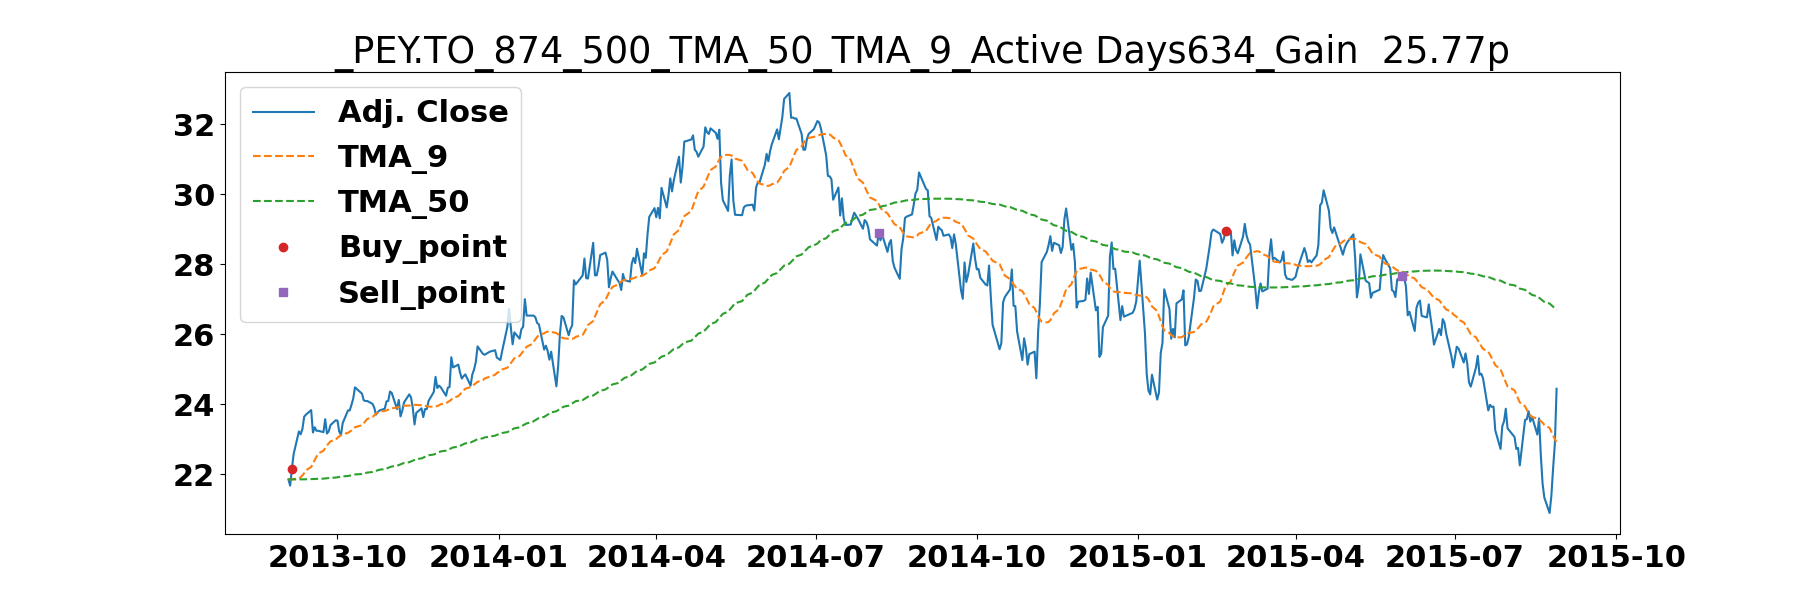 _PEY.TO_874_500_TMA_50_TMA_9_Active Days634_Gain  25.77p
Adj. Close
TMA_9
TMA_50
Buy_point
Sell_point
32
30
28
26
24
22
2013-10 2014-01 2014-04 2014-07 2014-10 2015-01 2015-04 2015-07 2015-10